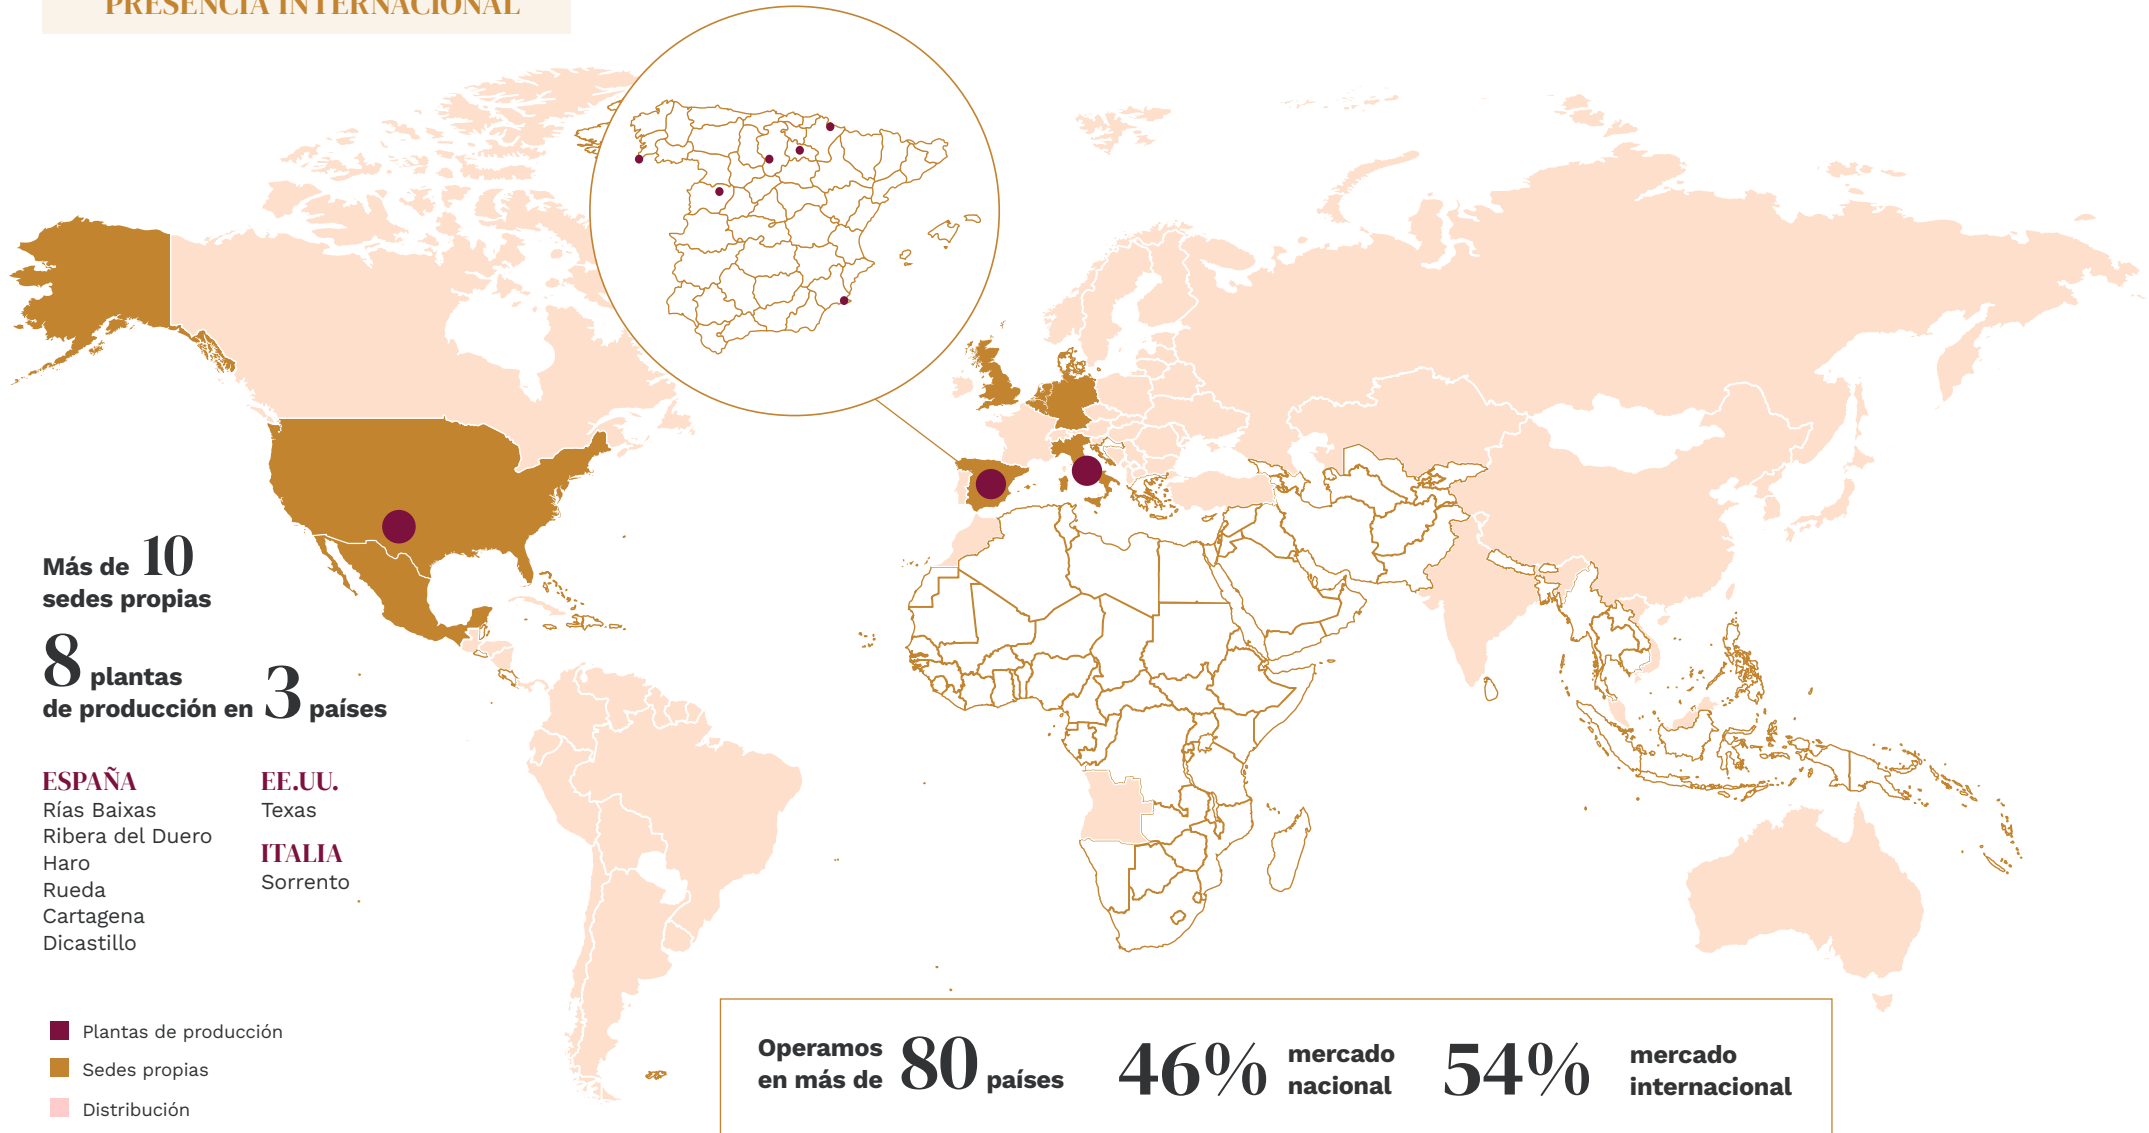 PRESENCIA INTERNACIONAL
Más de 10
sedes propias
8 plantas
de producción en 3 países
ESPAÑA
Rías Baixas
Ribera del Duero
Haro
Rueda
Cartagena
Dicastillo
EE.UU.
Texas
ITALIA
Sorrento
Plantas de producción
Sedes propias
Distribución
Operamos
en más de 80 países
46% mercado
nacional
54% mercado
internacional